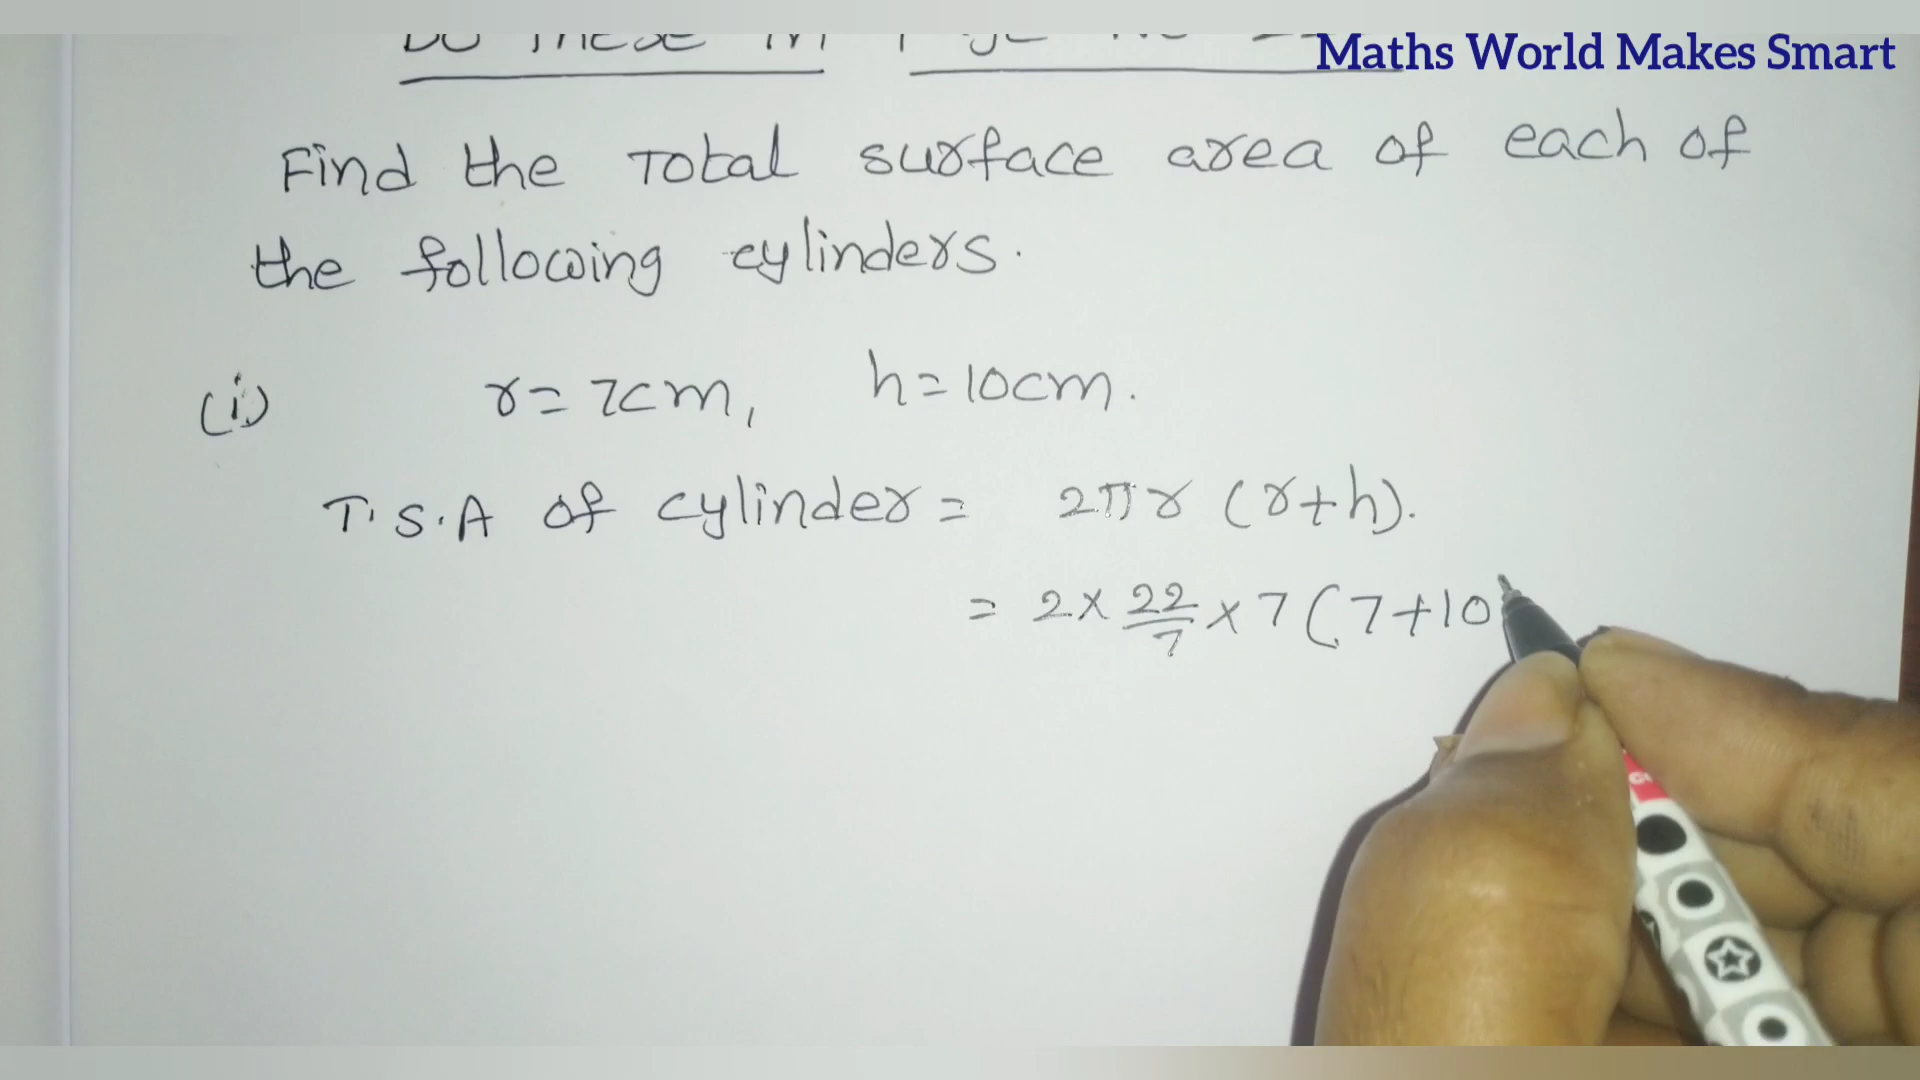 Maths World Makes Smart
Find the Total surface area of each of
the following cylinders.
(i) r = 7cm, h = 10cm.
T.S.A of cylinder = 2πr (r+h).
= 2 × 22/7 × 7 (7+10